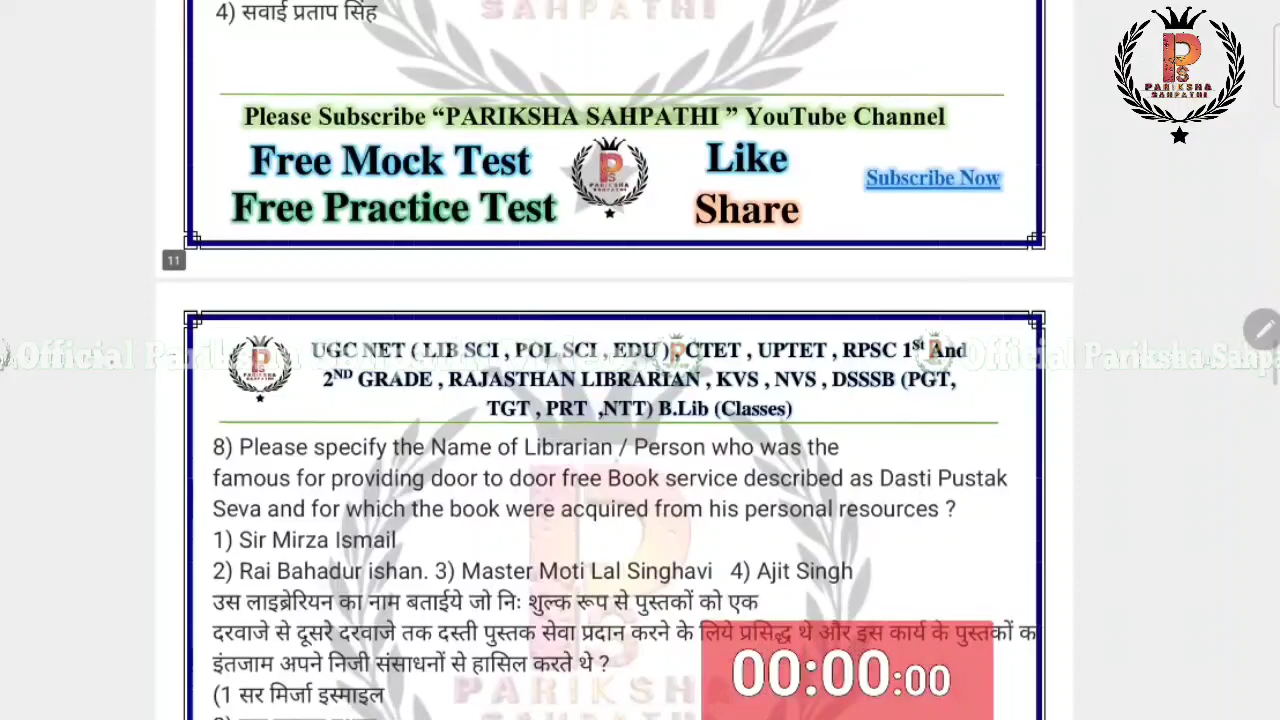 4) सवाई प्रताप सिंह
SAHPATHI
PS
PARIKSHA
SAHPATHI
Please Subscribe “PARIKSHA SAHPATHI ” YouTube Channel
Free Mock Test
Like
Subscribe Now
Free Practice Test
Share
11
UGC NET ( LIB SCI , POL SCI , EDU ) , CTET , UPTET , RPSC 1St And
2ND GRADE , RAJASTHAN LIBRARIAN , KVS , NVS , DSSSB (PGT,
TGT , PRT ,NTT) B.Lib (Classes)
8) Please specify the Name of Librarian / Person who was the
famous for providing door to door free Book service described as Dasti Pustak
Seva and for which the book were acquired from his personal resources ?
1) Sir Mirza Ismail
2) Rai Bahadur ishan. 3) Master Moti Lal Singhavi 4) Ajit Singh
उस लाइब्रेरियन का नाम बताईये जो निः शुल्क रूप से पुस्तकों को एक
दरवाजे से दूसरे दरवाजे तक दस्ती पुस्तक सेवा प्रदान करने के लिये प्रसिद्ध थे और इस कार्य के पुस्तकों क
इंतजाम अपने निजी संसाधनों से हासिल करते थे ?
(1 सर मिर्जा इस्माइल
00:00:00
PARIKSHA